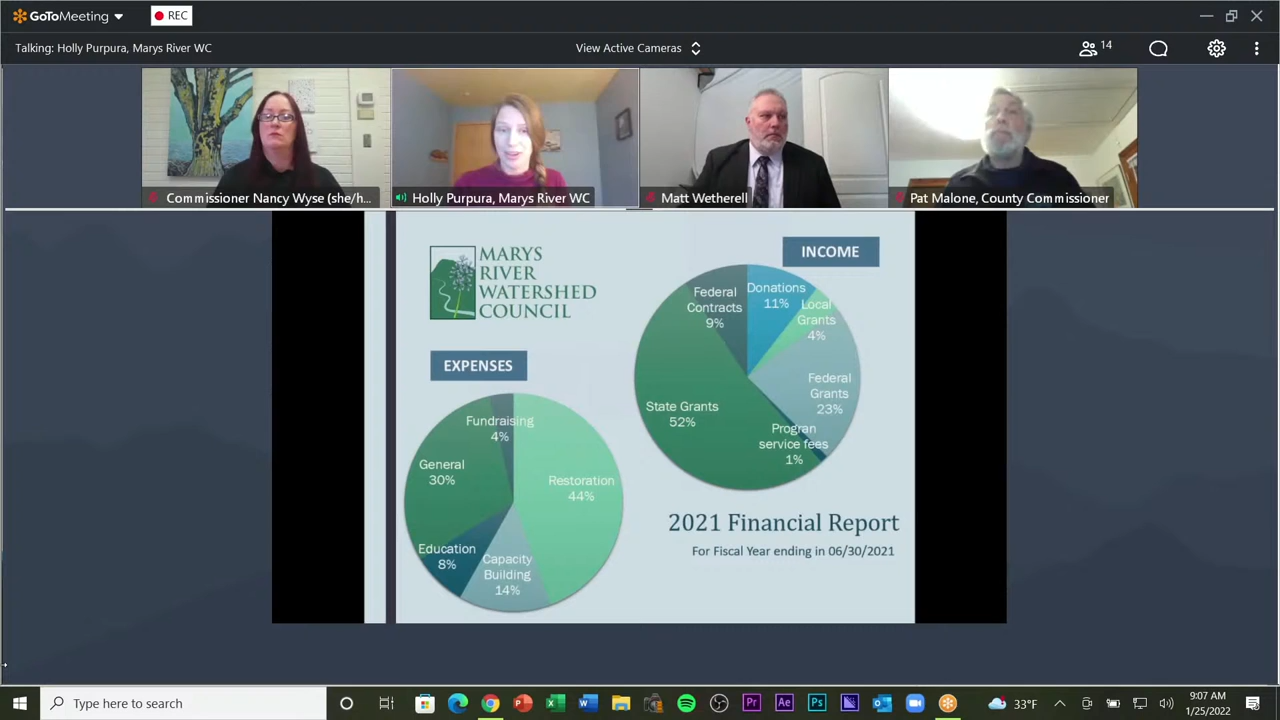 GoToMeeting
REC
Talking: Holly Purpura, Marys River WC
View Active Cameras
14
Commissioner Nancy Wyse (she/h...
Holly Purpura, Marys River WC
Matt Wetherell
Pat Malone, County Commissioner
MARYS
RIVER
WATERSHED
COUNCIL
INCOME
Federal
Contracts
9%
Donations
11%
Local
Grants
4%
Federal
Grants
23%
State Grants
52%
Progran
service fees
1%
EXPENSES
Fundraising
4%
General
30%
Restoration
44%
Education
8%
Capacity
Building
14%
2021 Financial Report
For Fiscal Year ending in 06/30/2021
Type here to search
Pr
Ae
Ps
33°F
9:07 AM
1/25/2022